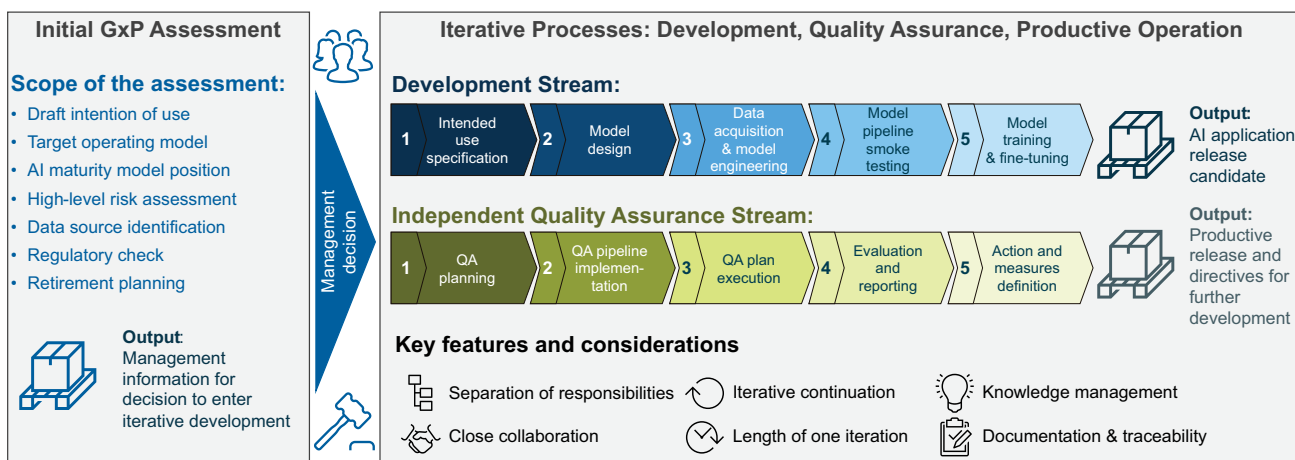 Initial GxP Assessment
Scope of the assessment:
• Draft intention of use
• Target operating model
• AI maturity model position
• High-level risk assessment
• Data source identification
• Regulatory check
• Retirement planning
Output:
Management
information for
decision to enter
iterative development
Management
decision
Iterative Processes: Development, Quality Assurance, Productive Operation
Development Stream:
1
Intended
use
specification
2
Model
design
3
Data
acquisition
& model
engineering
4
Model
pipeline
smoke
testing
5
Model
training
& fine-tuning
Output:
AI application
release
candidate
Independent Quality Assurance Stream:
1
QA
planning
2
QA pipeline
implemen-
tation
3
QA plan
execution
4
Evaluation
and
reporting
5
Action and
measures
definition
Output:
Productive
release and
directives for
further
development
Key features and considerations
Separation of responsibilities
Iterative continuation
Knowledge management
Close collaboration
Length of one iteration
Documentation & traceability